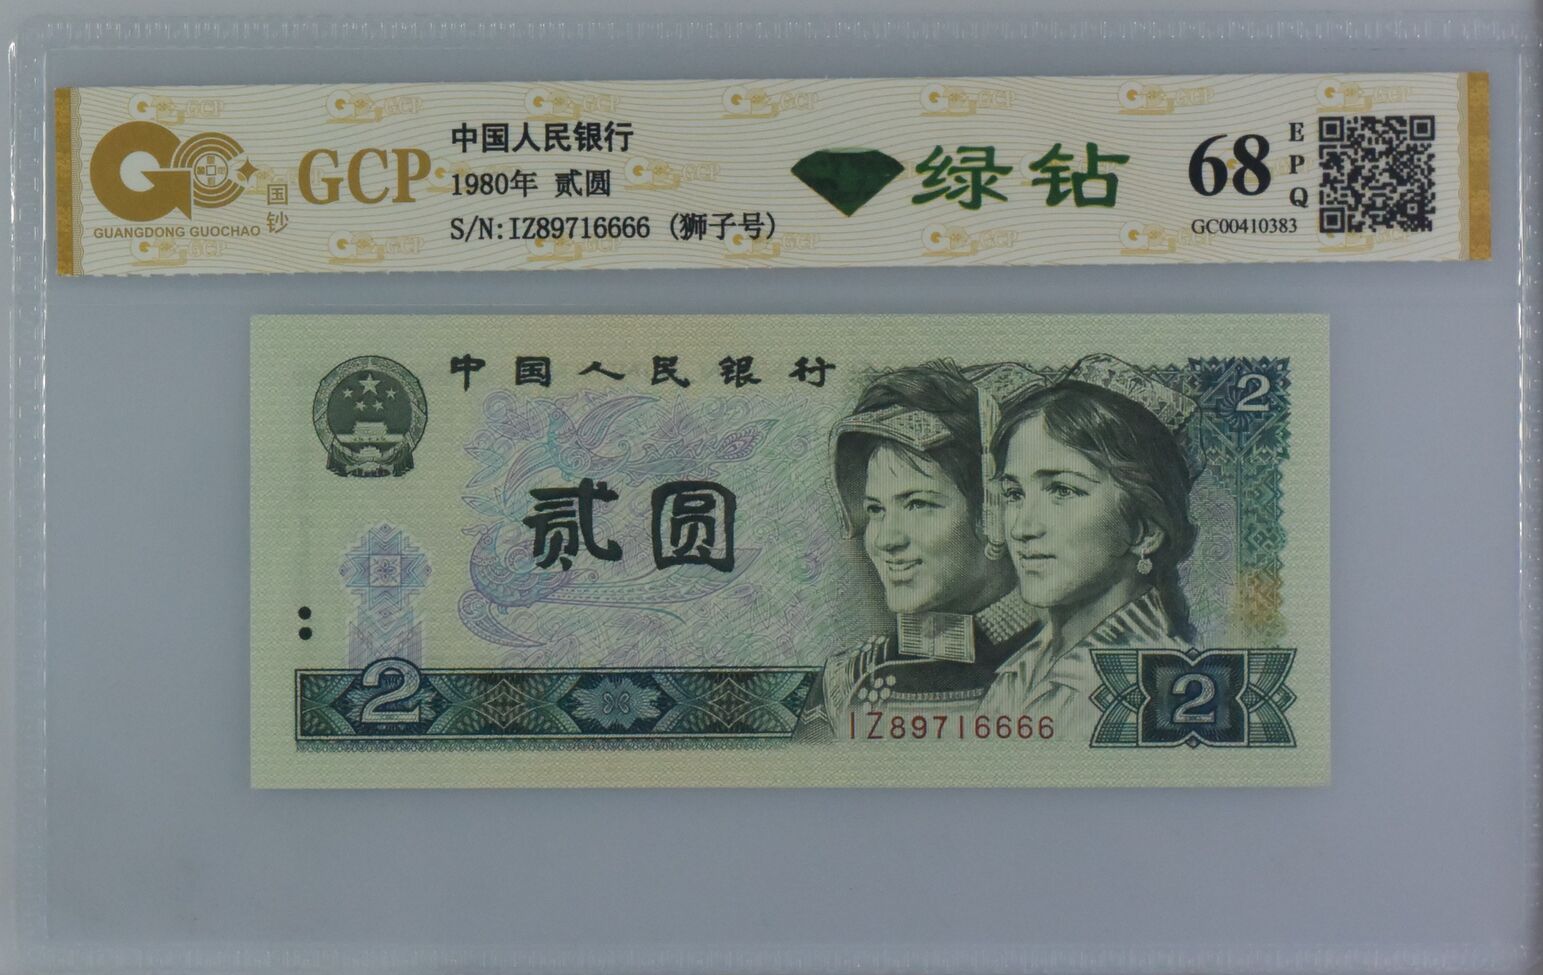 GCP
国钞
GUANGDONG GUOCHAO
中国人民银行
1980年 贰圆
S/N:IZ89716666 (狮子号)
绿钻
68
EPQ
GC00410383
中国人民银行
2
贰圆
2
IZ89716666
2